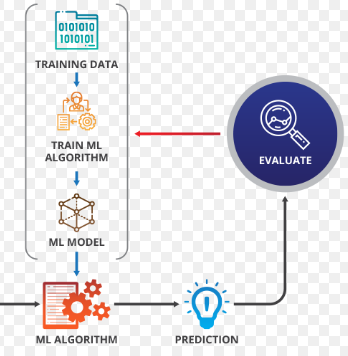 0101010
1010101
TRAINING DATA
TRAIN ML
ALGORITHM
EVALUATE
ML MODEL
ML ALGORITHM
PREDICTION